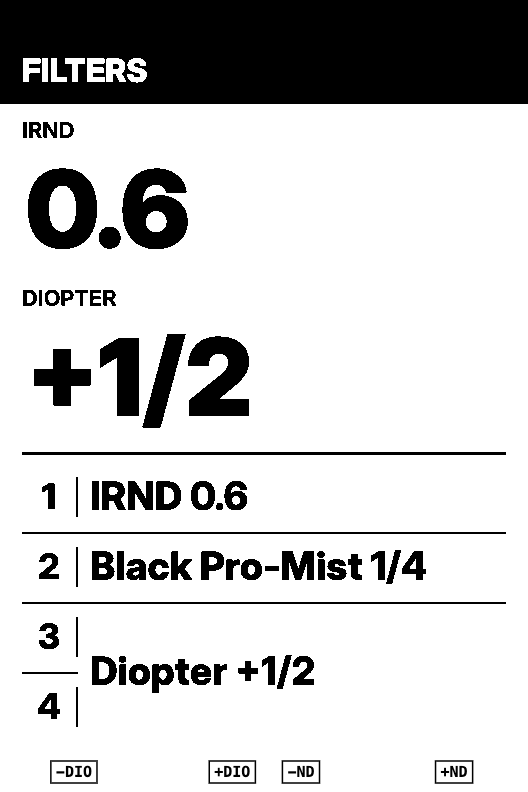 FILTERS
IRND
0.6
DIOPTER
+1/2
1 IRND 0.6
2 Black Pro-Mist 1/4
3
Diopter +1/2
4
−DIO +DIO −ND +ND